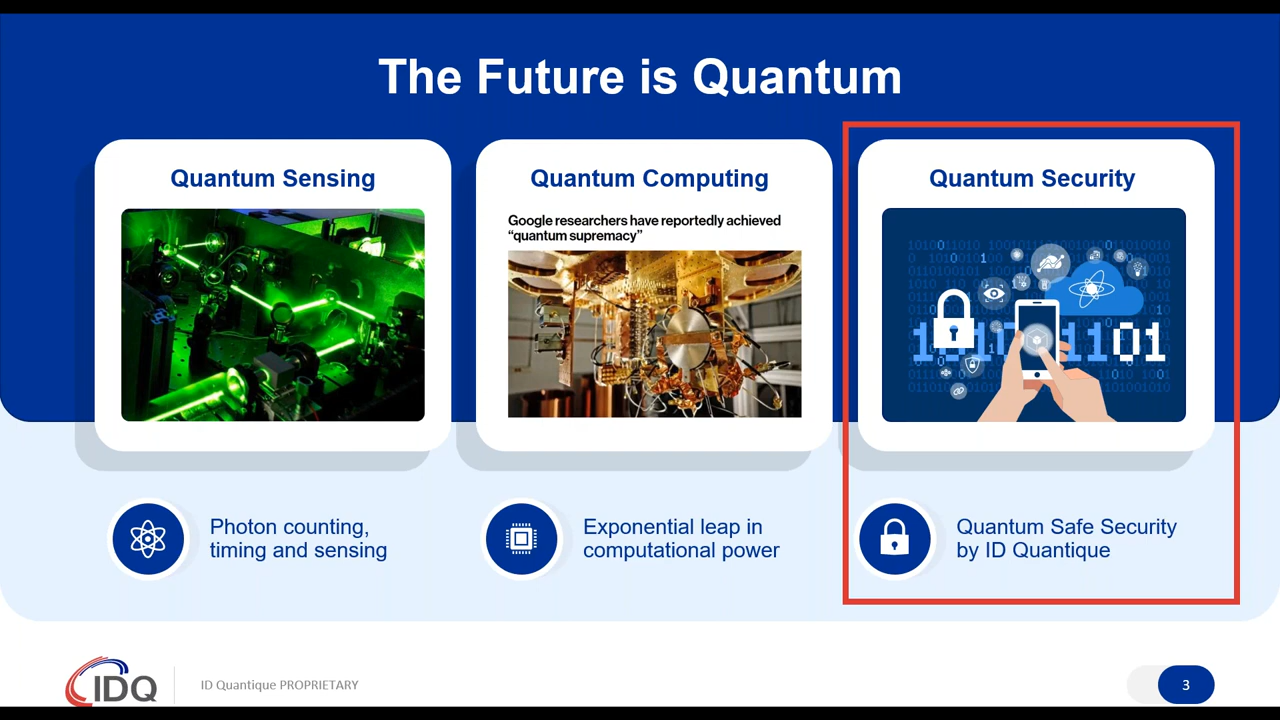 The Future is Quantum
Quantum Sensing
Photon counting,
timing and sensing
Quantum Computing
Google researchers have reportedly achieved
“quantum supremacy”
Exponential leap in
computational power
Quantum Security
Quantum Safe Security
by ID Quantique
IDQ
ID Quantique PROPRIETARY
3